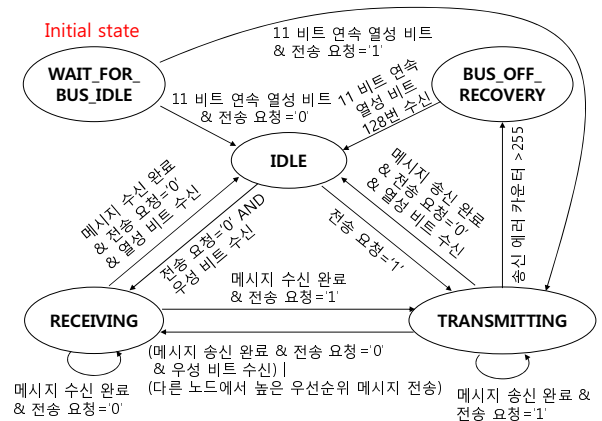 Initial state
WAIT_FOR_
BUS_IDLE
11 비트 연속 열성 비트
& 전송 요청='1'
BUS_OFF_
RECOVERY
11 비트 연속 열성 비트
& 전송 요청='0'
11 비트 연속
열성 비트
128번 수신
IDLE
메시지 수신 완료
& 전송 요청='0'
& 열성 비트 수신
전송 요청='0' AND
우성 비트 수신
전송 요청='1'
메시지 송신 완료
& 전송 요청='0'
& 열성 비트 수신
송신 에러 카운터 > 255
메시지 수신 완료
& 전송 요청='1'
RECEIVING
TRANSMITTING
(메시지 송신 완료 & 전송 요청='0'
& 우성 비트 수신) |
(다른 노드에서 높은 우선순위 메시지 전송)
메시지 수신 완료
& 전송 요청='0'
메시지 송신 완료 &
전송 요청='1'